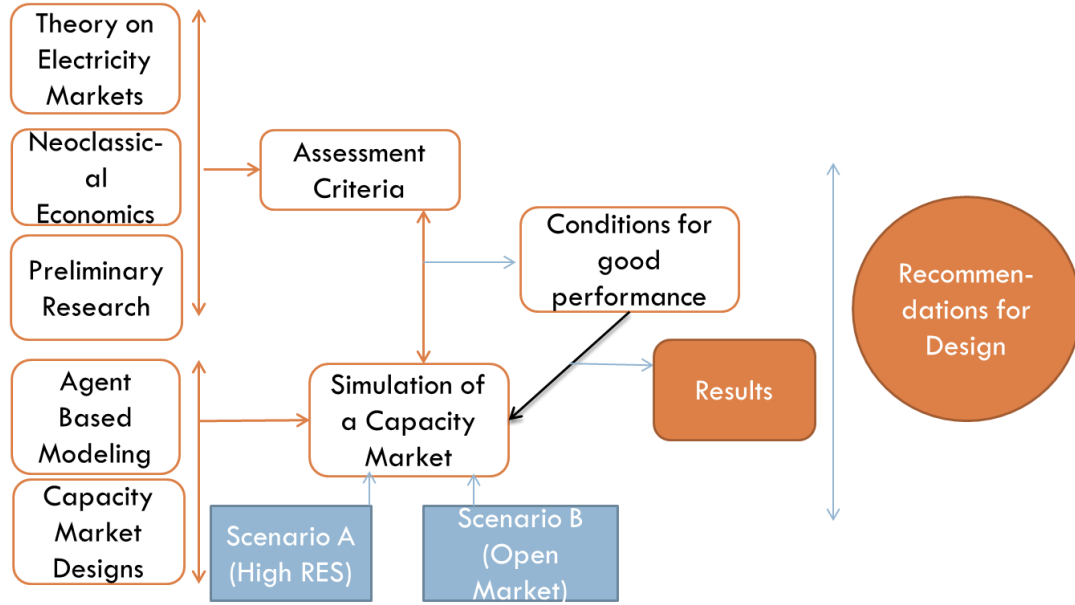 Theory on
Electricity
Markets
Neoclassic-
al
Economics
Preliminary
Research
Agent
Based
Modeling
Capacity
Market
Designs
Assessment
Criteria
Conditions for
good
performance
Simulation of
a Capacity
Market
Scenario A
(High RES)
Scenario B
(Open
Market)
Results
Recommen-
dations for
Design